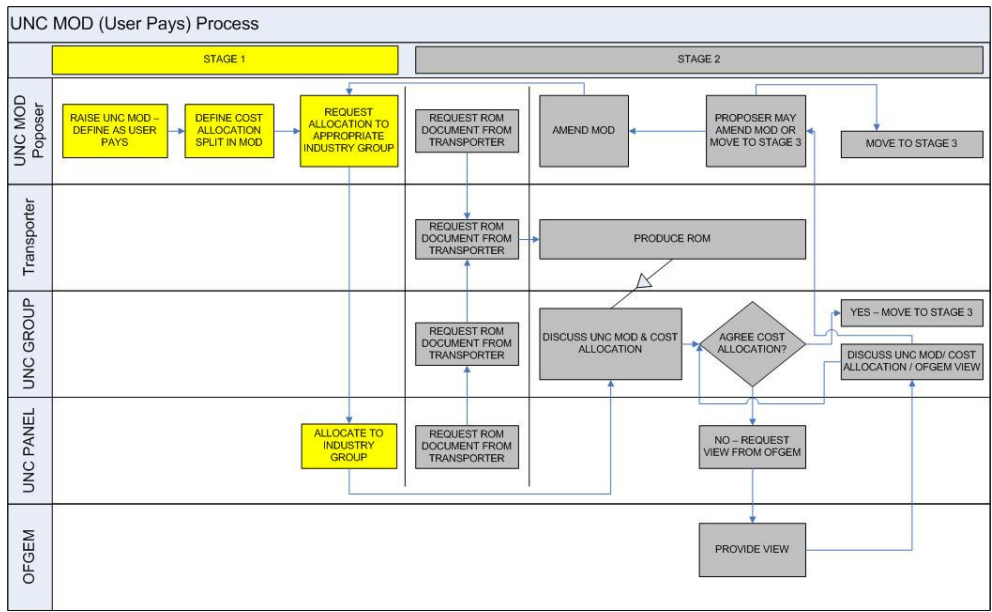 UNC MOD (User Pays) Process
STAGE 1
STAGE 2
UNC MOD
Poposer
RAISE UNC MOD –
DEFINE AS USER
PAYS
DEFINE COST
ALLOCATION
SPLIT IN MOD
REQUEST
ALLOCATION TO
APPROPRIATE
INDUSTRY GROUP
REQUEST ROM
DOCUMENT FROM
TRANSPORTER
AMEND MOD
PROPOSER MAY
AMEND MOD OR
MOVE TO STAGE 3
MOVE TO STAGE 3
Transporter
REQUEST ROM
DOCUMENT FROM
TRANSPORTER
PRODUCE ROM
UNC GROUP
REQUEST ROM
DOCUMENT FROM
TRANSPORTER
DISCUSS UNC MOD & COST
ALLOCATION
AGREE COST
ALLOCATION?
YES – MOVE TO STAGE 3
DISCUSS UNC MOD/ COST
ALLOCATION / OFGEM VIEW
UNC PANEL
ALLOCATE TO
INDUSTRY
GROUP
REQUEST ROM
DOCUMENT FROM
TRANSPORTER
NO – REQUEST
VIEW FROM OFGEM
OFGEM
PROVIDE VIEW